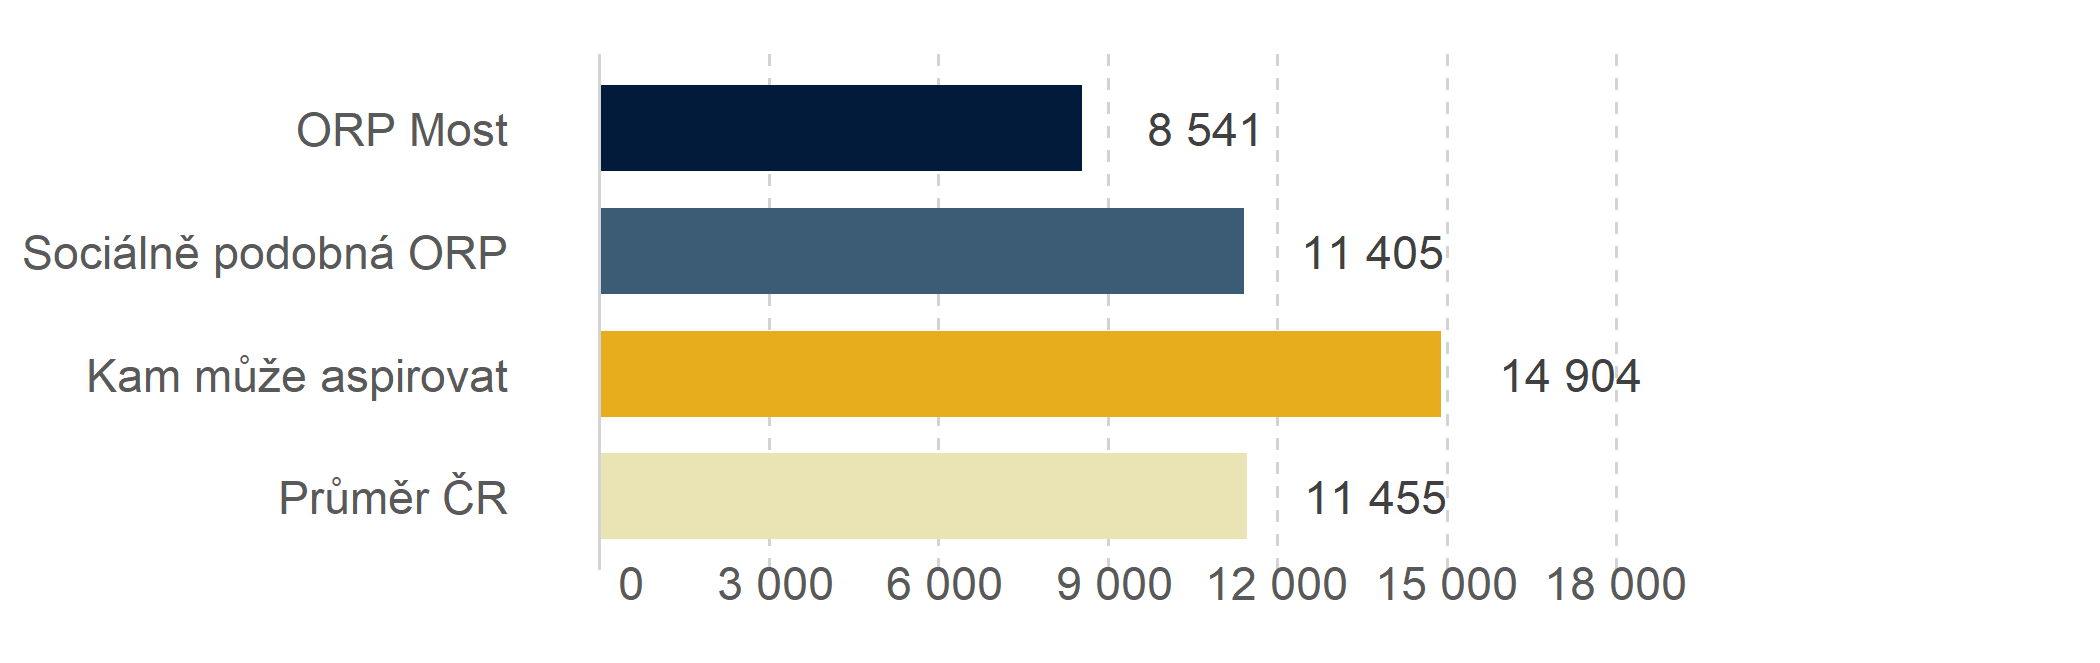 ORP Most 8 541
Sociálně podobná ORP 11 405
Kam může aspirovat 14 904
Průměr ČR 11 455
0 3 000 6 000 9 000 12 000 15 000 18 000